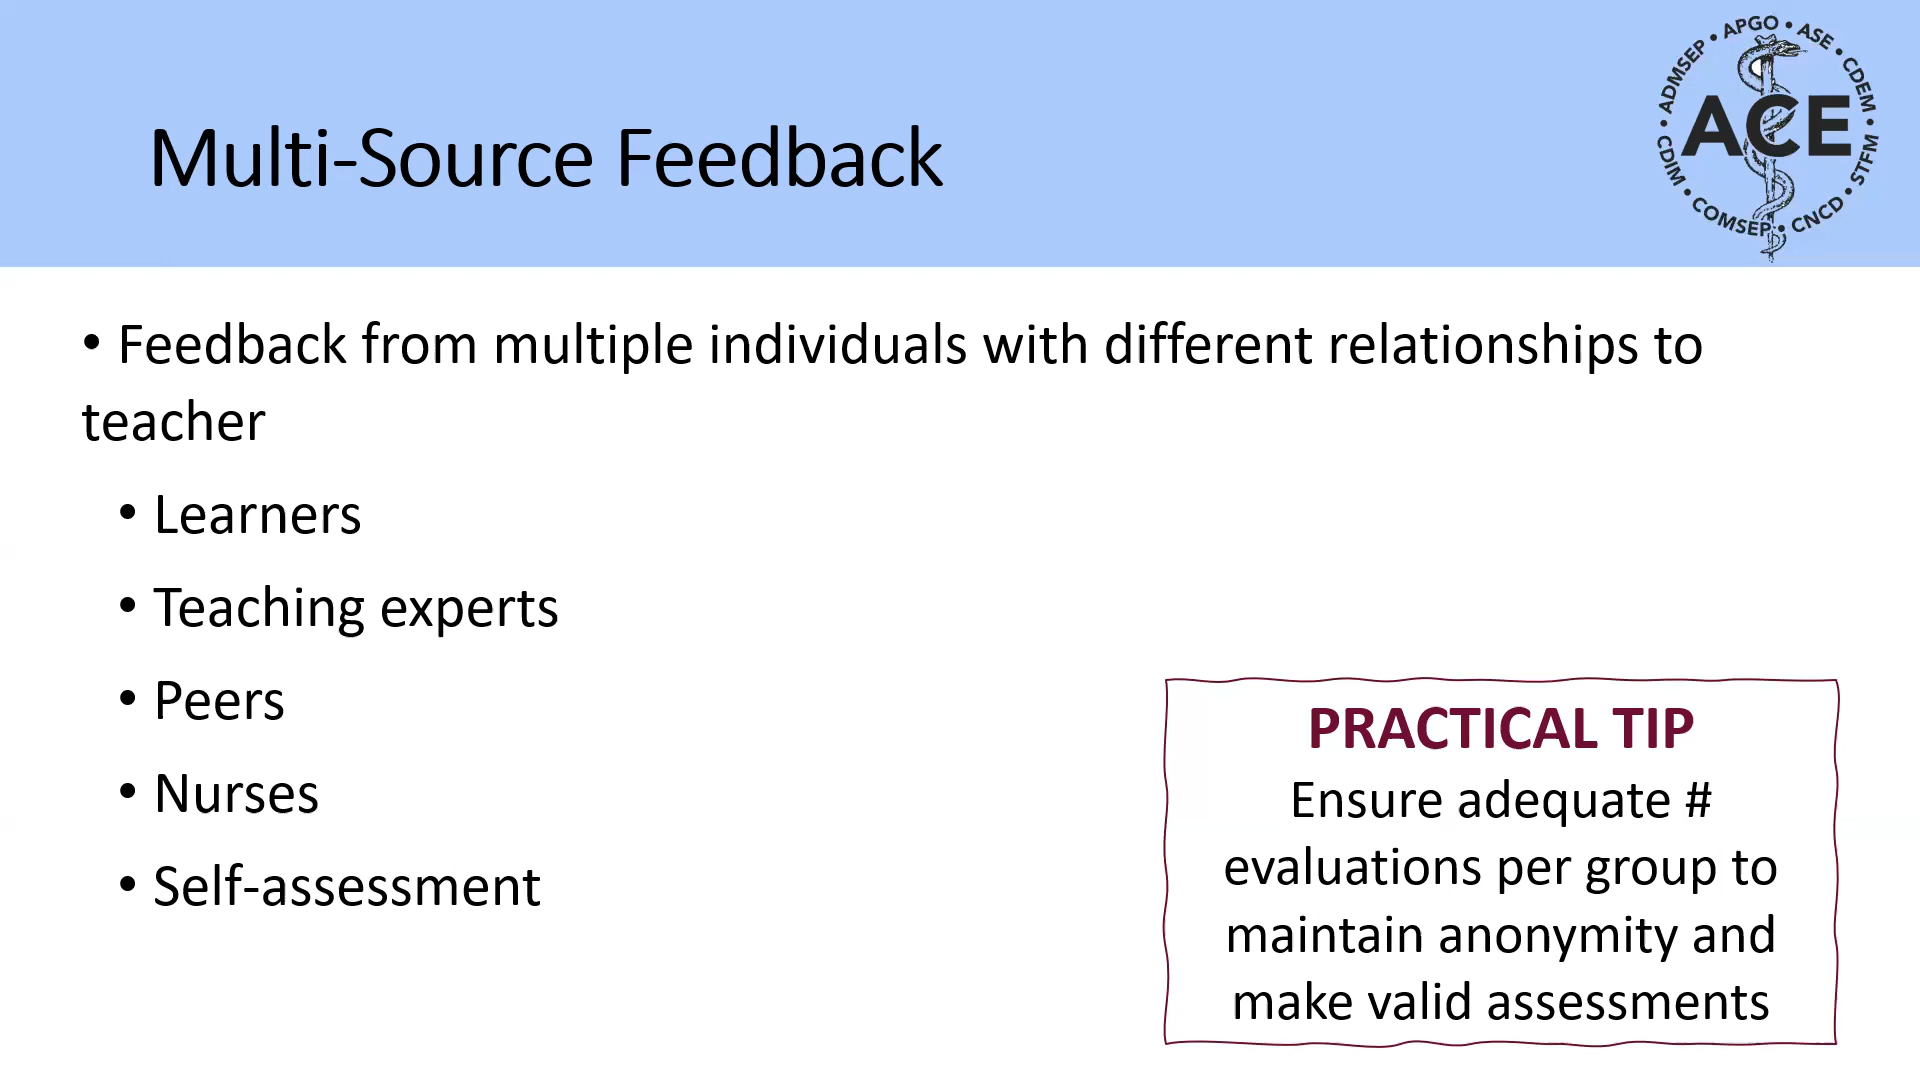 Multi-Source Feedback
ADMSEP • APGO • ASE • CDEM • STFM • CNCD • COMSEP • CDIM •
ACE
• Feedback from multiple individuals with different relationships to
teacher
• Learners
• Teaching experts
• Peers
• Nurses
• Self-assessment
PRACTICAL TIP
Ensure adequate #
evaluations per group to
maintain anonymity and
make valid assessments